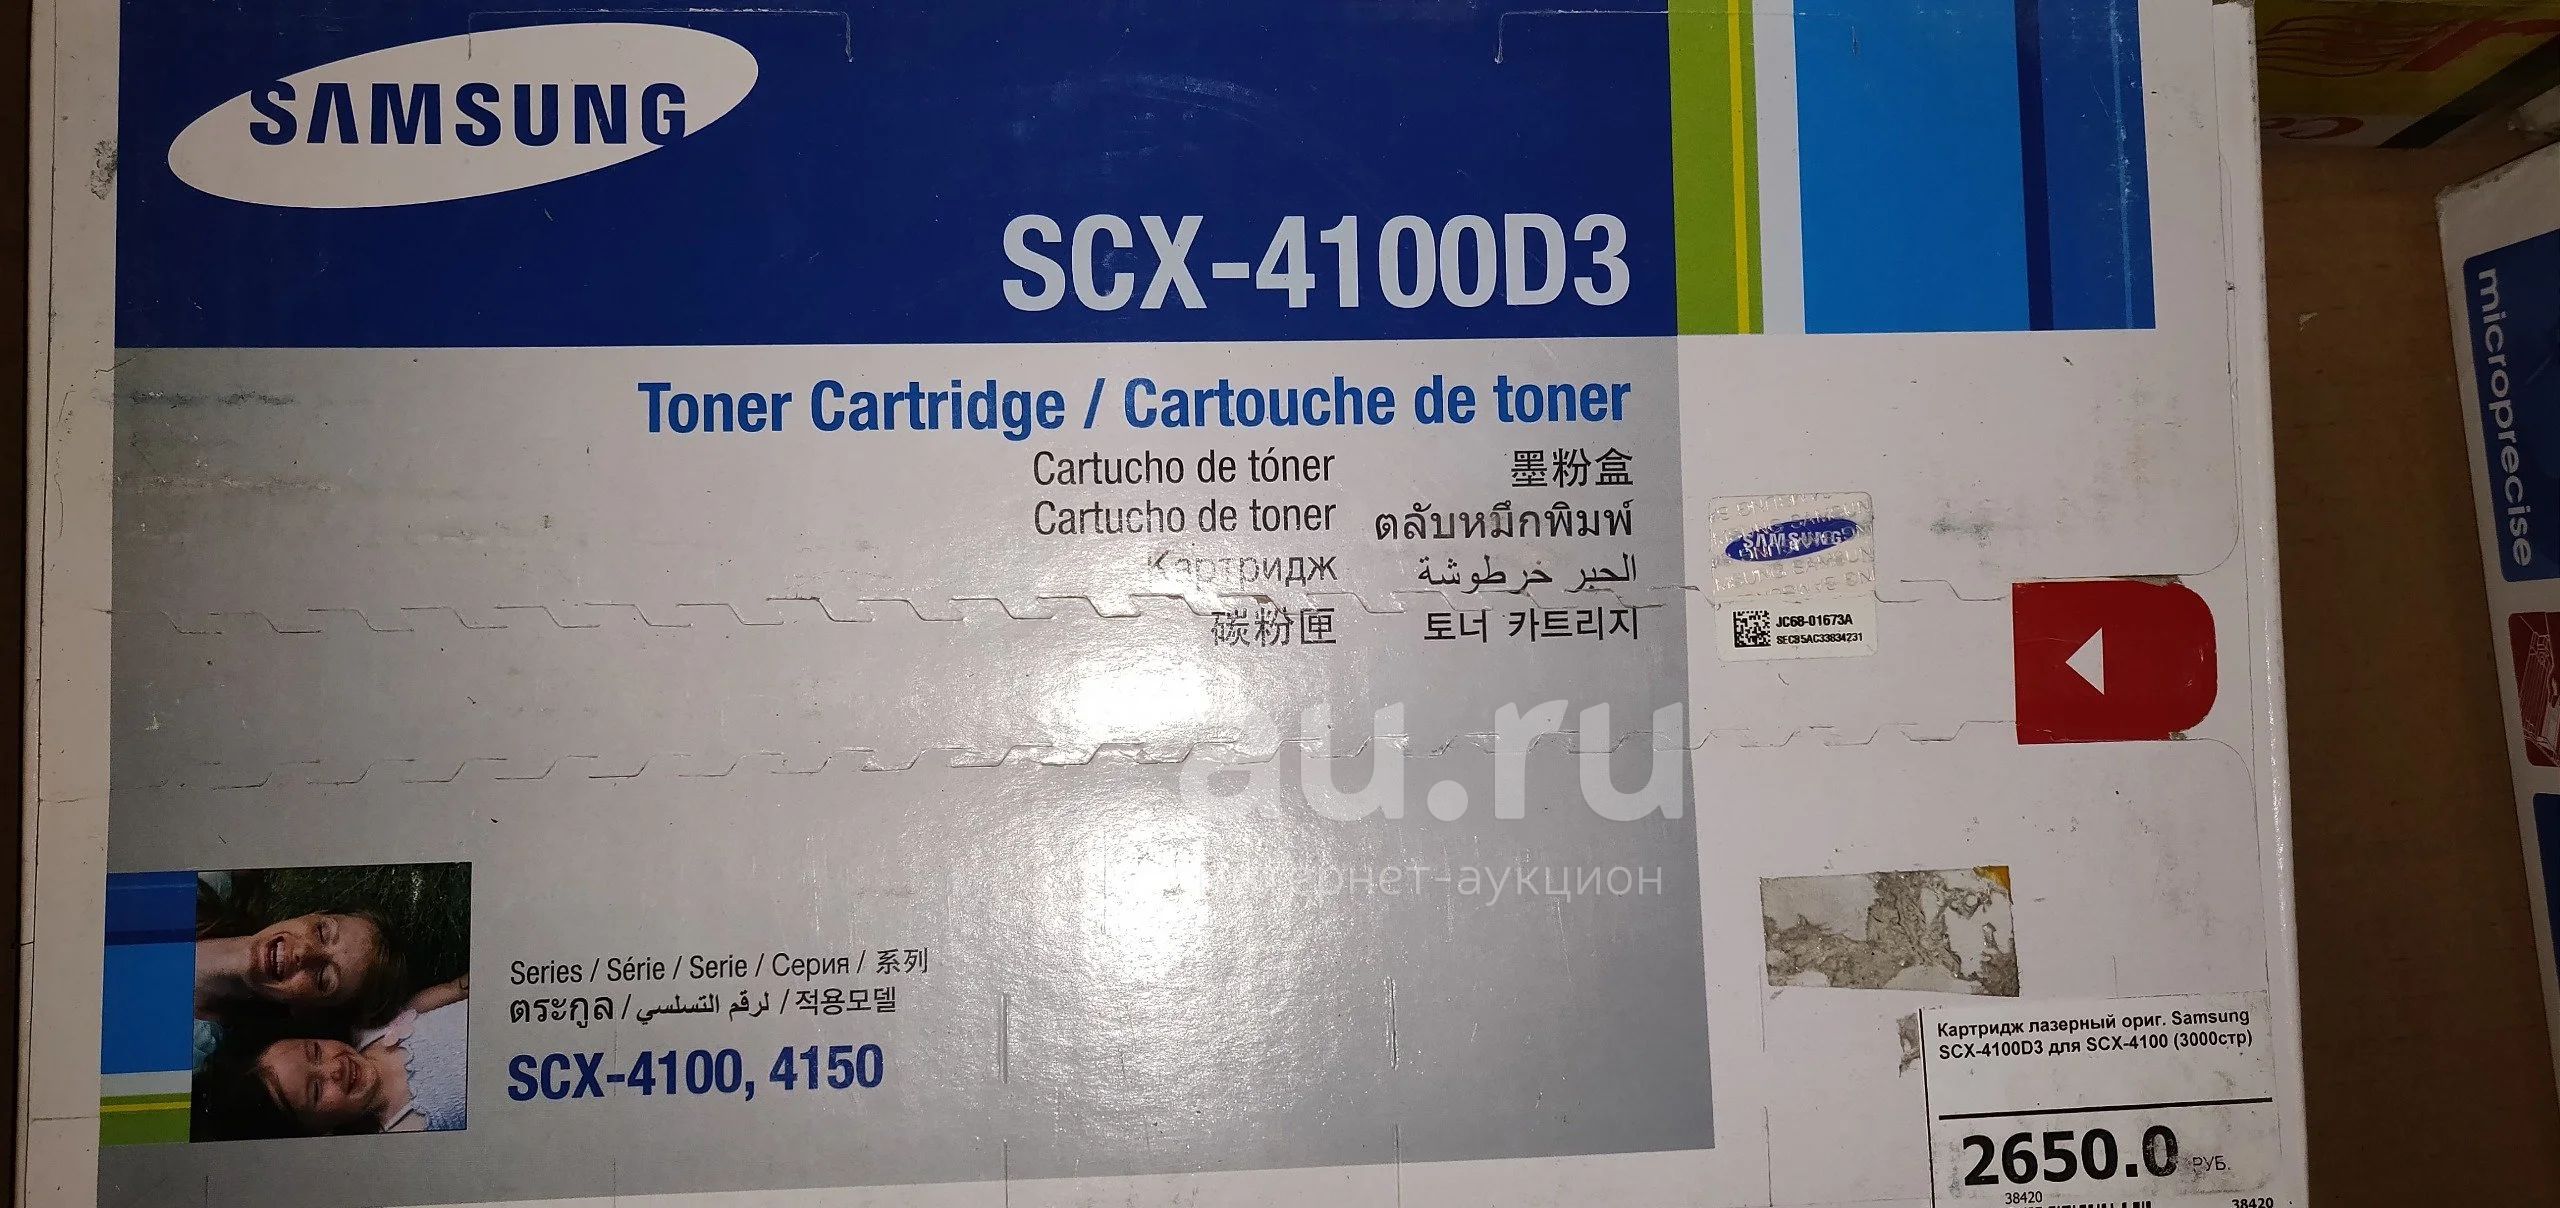 SAMSUNG
SCX-4100D3
Toner Cartridge / Cartouche de toner
Cartucho de tóner
墨粉盒
Cartucho de toner
ตลับหมึกพิมพ์
Картридж
الحبر خرطوشة
碳粉匣
토너 카트리지
SAMSUNG
JC68-01673A
SECB5AC33834231
au.ru
интернет-аукцион
Series / Série / Serie / Серия / 系列
ตระกูล / لرقم التسلسي / 적용모델
SCX-4100, 4150
Картридж лазерный ориг. Samsung
SCX-4100D3 для SCX-4100 (3000стр)
2650.0 РУБ.
38420
38420
microprecise